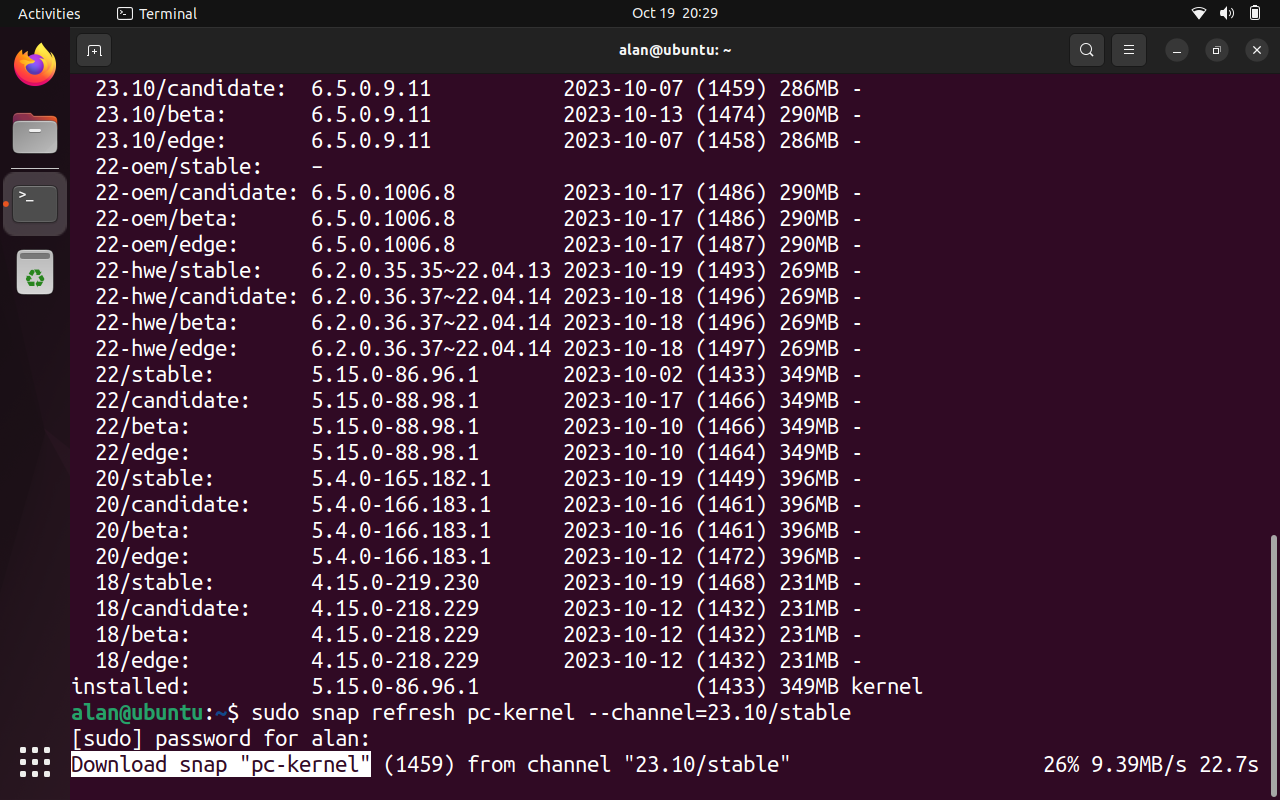 Activities
Terminal
Oct 19 20:29
alan@ubuntu: ~
23.10/candidate: 6.5.0.9.11 2023-10-07 (1459) 286MB -
23.10/beta: 6.5.0.9.11 2023-10-13 (1474) 290MB -
23.10/edge: 6.5.0.9.11 2023-10-07 (1458) 286MB -
22-oem/stable: –
22-oem/candidate: 6.5.0.1006.8 2023-10-17 (1486) 290MB -
22-oem/beta: 6.5.0.1006.8 2023-10-17 (1486) 290MB -
22-oem/edge: 6.5.0.1006.8 2023-10-17 (1487) 290MB -
22-hwe/stable: 6.2.0.35.35~22.04.13 2023-10-19 (1493) 269MB -
22-hwe/candidate: 6.2.0.36.37~22.04.14 2023-10-18 (1496) 269MB -
22-hwe/beta: 6.2.0.36.37~22.04.14 2023-10-18 (1496) 269MB -
22-hwe/edge: 6.2.0.36.37~22.04.14 2023-10-18 (1497) 269MB -
22/stable: 5.15.0-86.96.1 2023-10-02 (1433) 349MB -
22/candidate: 5.15.0-88.98.1 2023-10-17 (1466) 349MB -
22/beta: 5.15.0-88.98.1 2023-10-10 (1466) 349MB -
22/edge: 5.15.0-88.98.1 2023-10-10 (1464) 349MB -
20/stable: 5.4.0-165.182.1 2023-10-19 (1449) 396MB -
20/candidate: 5.4.0-166.183.1 2023-10-16 (1461) 396MB -
20/beta: 5.4.0-166.183.1 2023-10-16 (1461) 396MB -
20/edge: 5.4.0-166.183.1 2023-10-12 (1472) 396MB -
18/stable: 4.15.0-219.230 2023-10-19 (1468) 231MB -
18/candidate: 4.15.0-218.229 2023-10-12 (1432) 231MB -
18/beta: 4.15.0-218.229 2023-10-12 (1432) 231MB -
18/edge: 4.15.0-218.229 2023-10-12 (1432) 231MB -
installed: 5.15.0-86.96.1 (1433) 349MB kernel
alan@ubuntu:~$ sudo snap refresh pc-kernel --channel=23.10/stable
[sudo] password for alan:
Download snap "pc-kernel" (1459) from channel "23.10/stable" 26% 9.39MB/s 22.7s